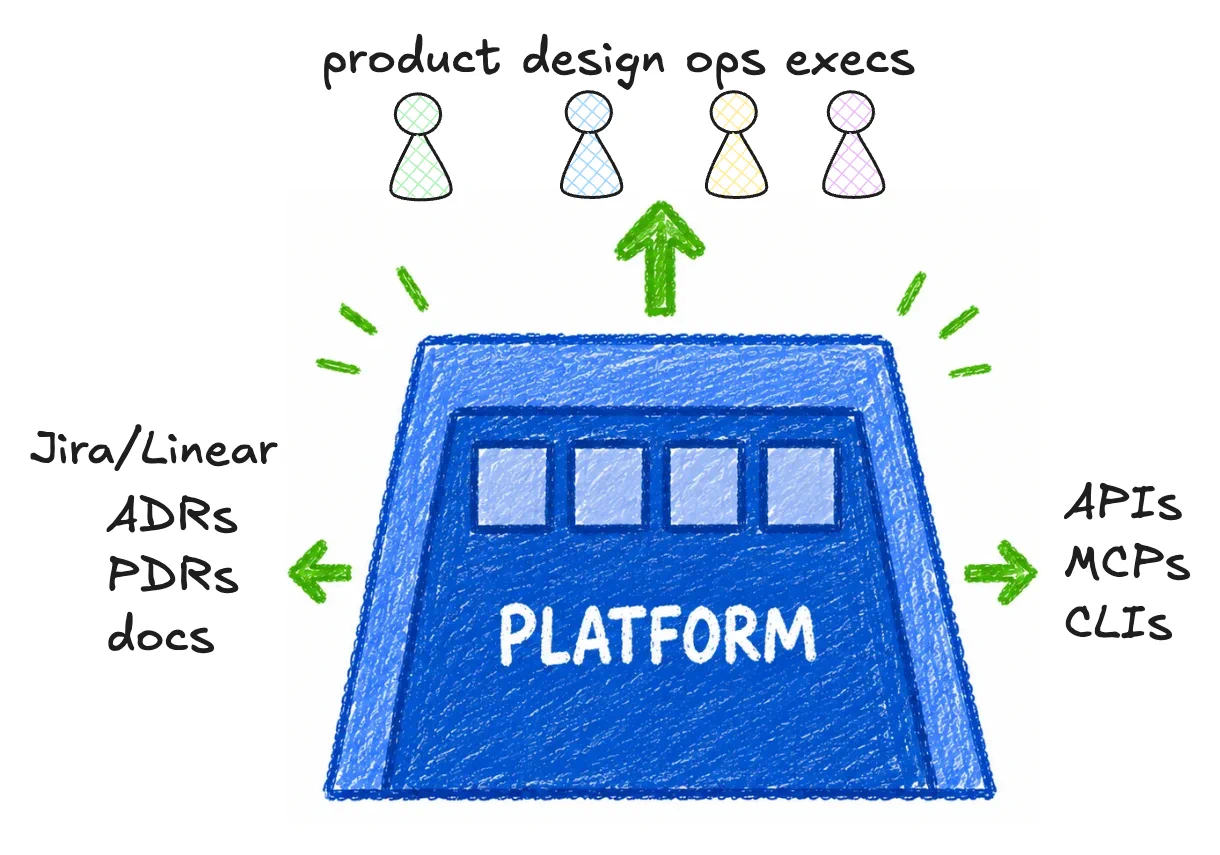 product design ops execs
Jira/Linear
ADRs
PDRs
docs
PLATFORM
APIs
MCPs
CLIs